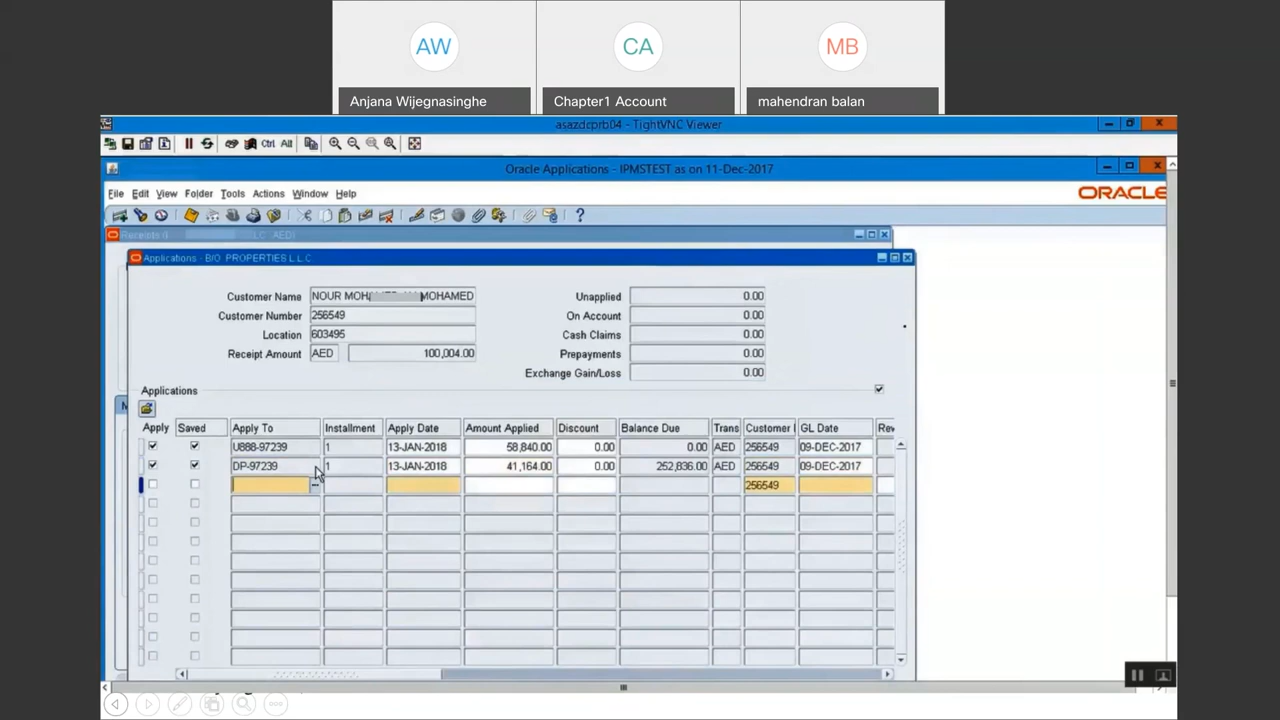 AW CA MB
Anjana Wijegnasinghe Chapter1 Account mahendran balan
asazdcprb04 - TightVNC Viewer
Ctrl Alt
Oracle Applications - IPMSTEST as on 11-Dec-2017
File Edit View Folder Tools Actions Window Help
ORACLE
Receipts
Applications - B/O PROPERTIES L.L.C
Customer Name NOUR MOH MOHAMED Unapplied 0.00
Customer Number 256549 On Account 0.00
Location 603495 Cash Claims 0.00
Receipt Amount AED 100,004.00 Prepayments 0.00
Exchange Gain/Loss 0.00
Applications
Apply Saved Apply To Installment Apply Date Amount Applied Discount Balance Due Trans Customer GL Date Rev
U888-97239 1 13-JAN-2018 58,840.00 0.00 0.00 AED 256549 09-DEC-2017
DP-97239 1 13-JAN-2018 41,164.00 0.00 252,836.00 AED 256549 09-DEC-2017
256549